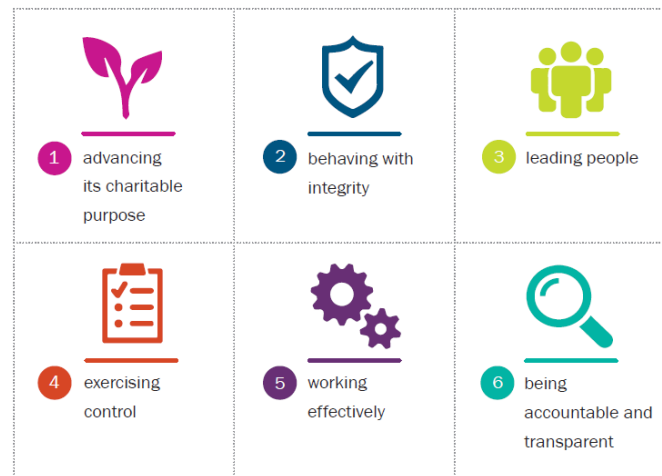 1 advancing
its charitable
purpose
2 behaving with
integrity
3 leading people
4 exercising
control
5 working
effectively
6 being
accountable and
transparent